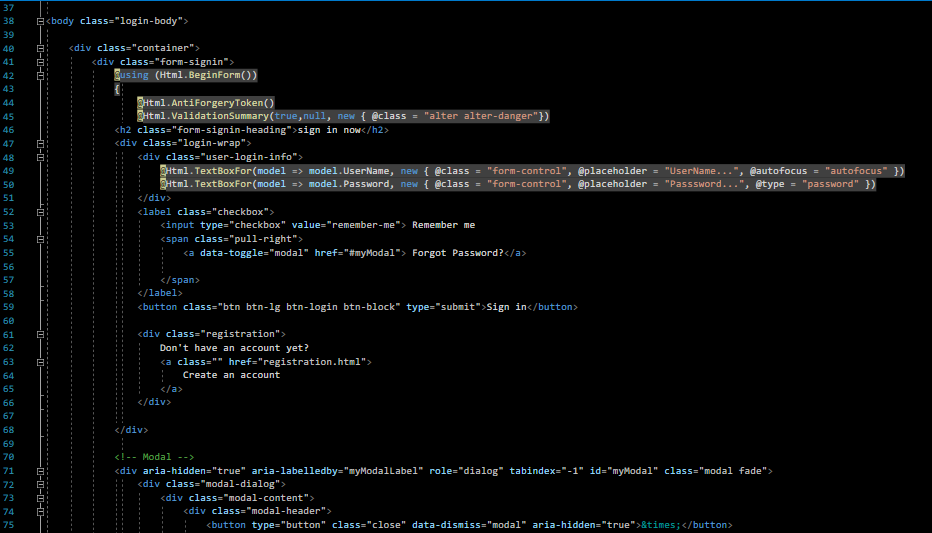 37
38 <body class="login-body">
39
40 <div class="container">
41 <div class="form-signin">
42 @using (Html.BeginForm())
43 {
44 @Html.AntiForgeryToken()
45 @Html.ValidationSummary(true,null, new { @class = "alter alter-danger"})
46 <h2 class="form-signin-heading">sign in now</h2>
47 <div class="login-wrap">
48 <div class="user-login-info">
49 @Html.TextBoxFor(model => model.UserName, new { @class = "form-control", @placeholder = "UserName...", @autofocus = "autofocus" })
50 @Html.TextBoxFor(model => model.Password, new { @class = "form-control", @placeholder = "Passsword...", @type = "password" })
51 </div>
52 <label class="checkbox">
53 <input type="checkbox" value="remember-me"> Remember me
54 <span class="pull-right">
55 <a data-toggle="modal" href="#myModal"> Forgot Password?</a>
56
57 </span>
58 </label>
59 <button class="btn btn-lg btn-login btn-block" type="submit">Sign in</button>
60
61 <div class="registration">
62 Don't have an account yet?
63 <a class="" href="registration.html">
64 Create an account
65 </a>
66 </div>
67
68 </div>
69
70 <!-- Modal -->
71 <div aria-hidden="true" aria-labelledby="myModalLabel" role="dialog" tabindex="-1" id="myModal" class="modal fade">
72 <div class="modal-dialog">
73 <div class="modal-content">
74 <div class="modal-header">
75 <button type="button" class="close" data-dismiss="modal" aria-hidden="true">&times;</button>